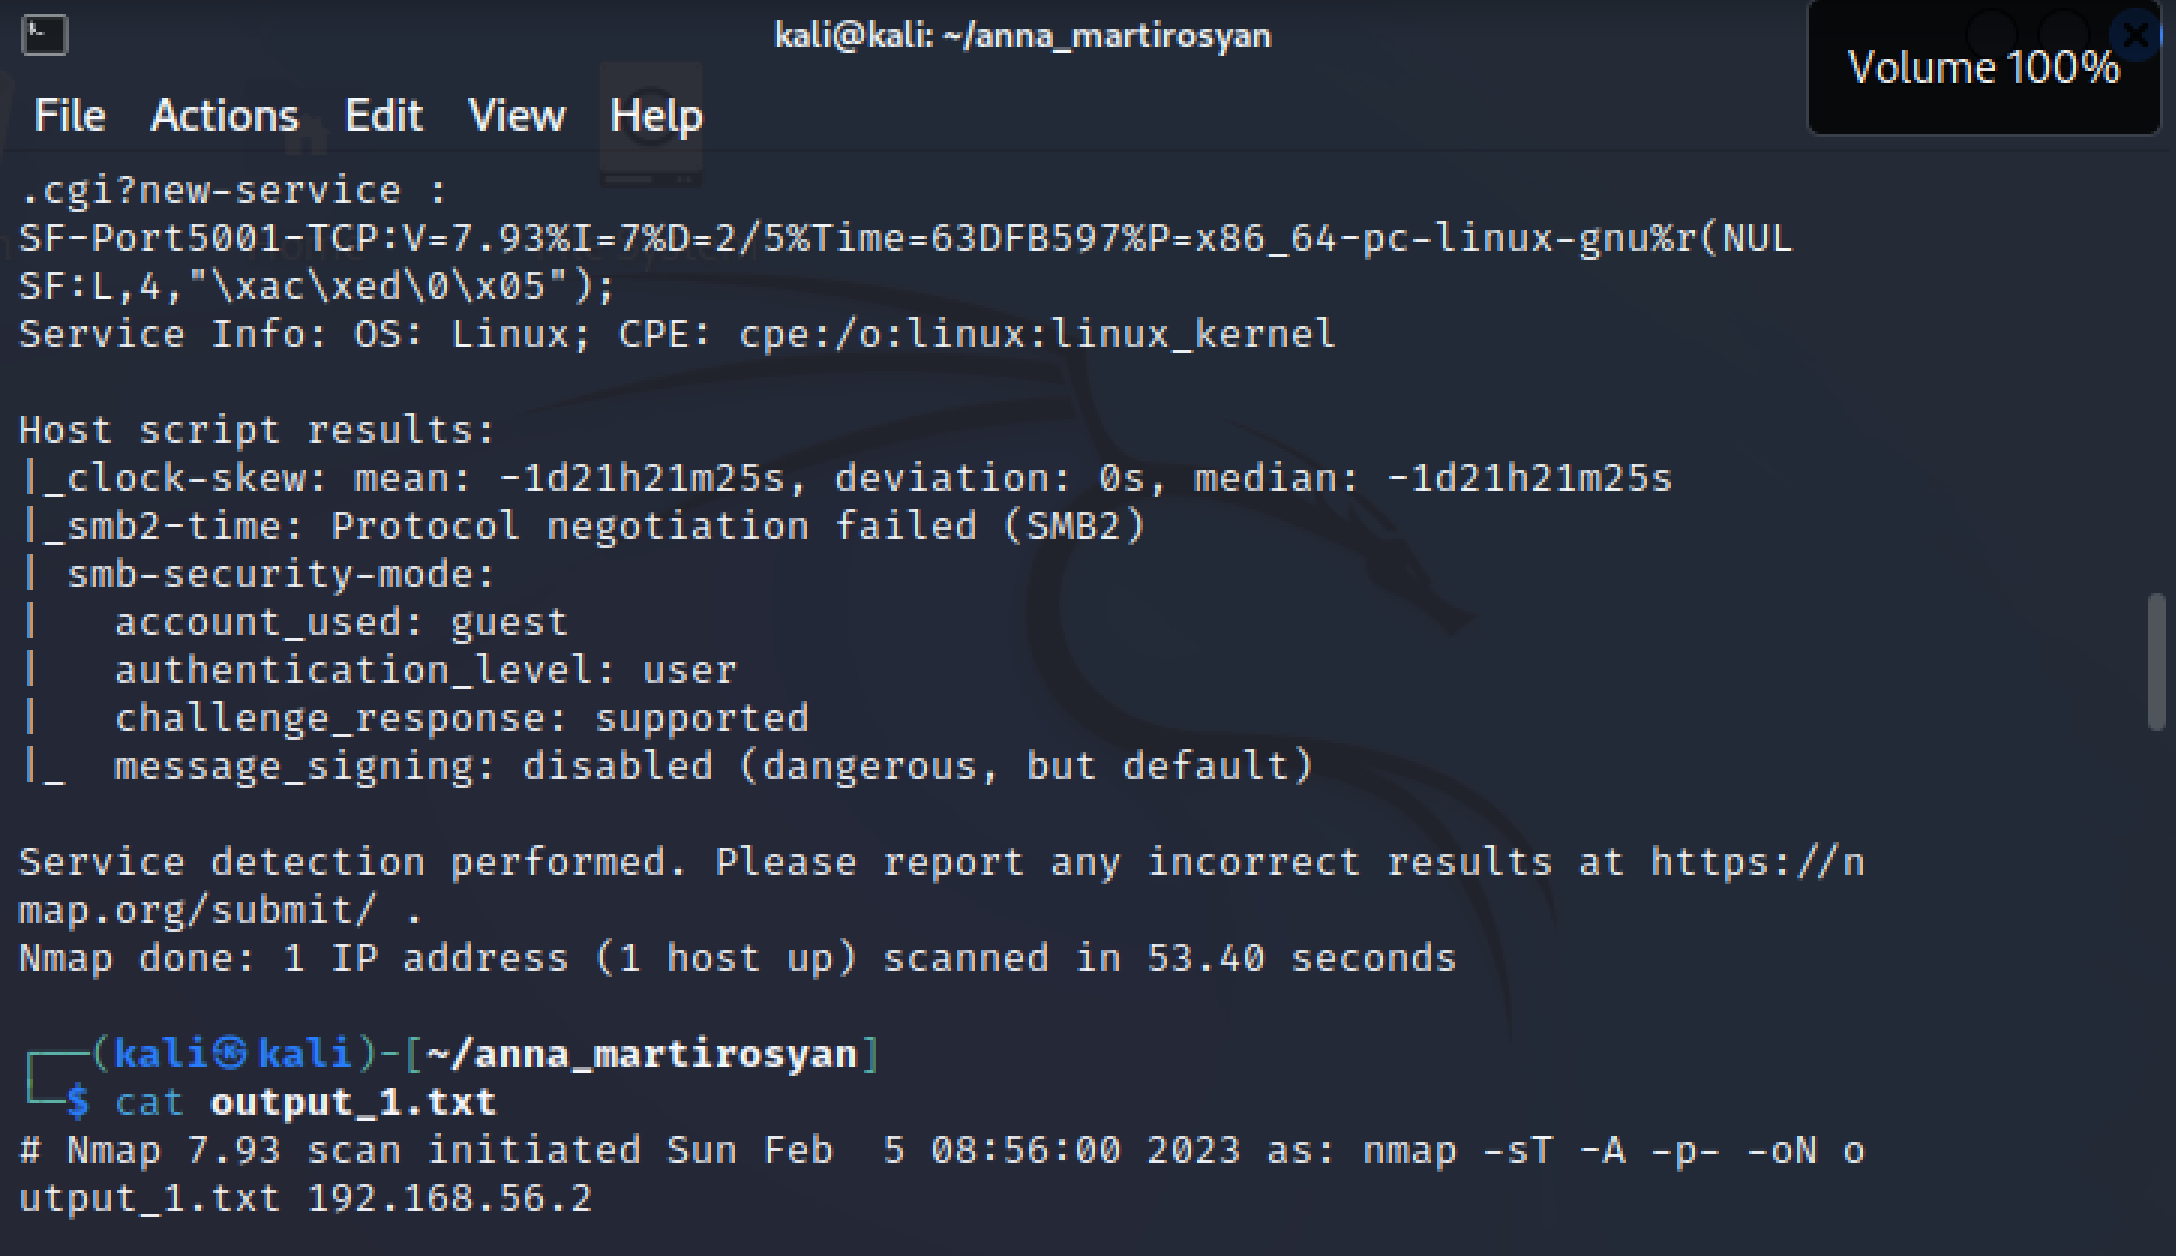 kali@kali: ~/anna_martirosyan
Volume 100%
File Actions Edit View Help
.cgi?new-service :
SF-Port5001-TCP:V=7.93%I=7%D=2/5%Time=63DFB597%P=x86_64-pc-linux-gnu%r(NUL
SF:L,4,"\xac\xed\0\x05");
Service Info: OS: Linux; CPE: cpe:/o:linux:linux_kernel
Host script results:
|_clock-skew: mean: -1d21h21m25s, deviation: 0s, median: -1d21h21m25s
|_smb2-time: Protocol negotiation failed (SMB2)
| smb-security-mode:
|   account_used: guest
|   authentication_level: user
|   challenge_response: supported
|_  message_signing: disabled (dangerous, but default)
Service detection performed. Please report any incorrect results at https://n
map.org/submit/ .
Nmap done: 1 IP address (1 host up) scanned in 53.40 seconds
┌──(kali㉿kali)-[~/anna_martirosyan]
└─$ cat output_1.txt
# Nmap 7.93 scan initiated Sun Feb  5 08:56:00 2023 as: nmap -sT -A -p- -oN o
utput_1.txt 192.168.56.2